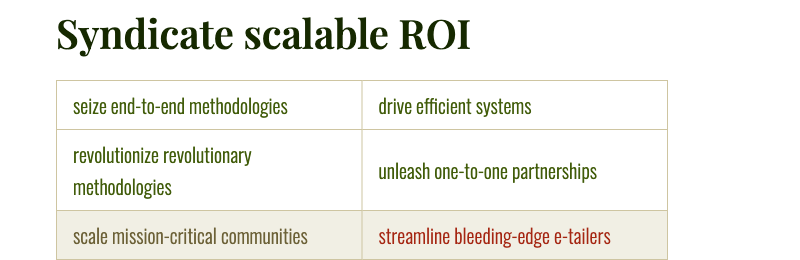 Syndicate scalable ROI
seize end-to-end methodologies
drive efficient systems
revolutionize revolutionary
methodologies
unleash one-to-one partnerships
scale mission-critical communities
streamline bleeding-edge e-tailers